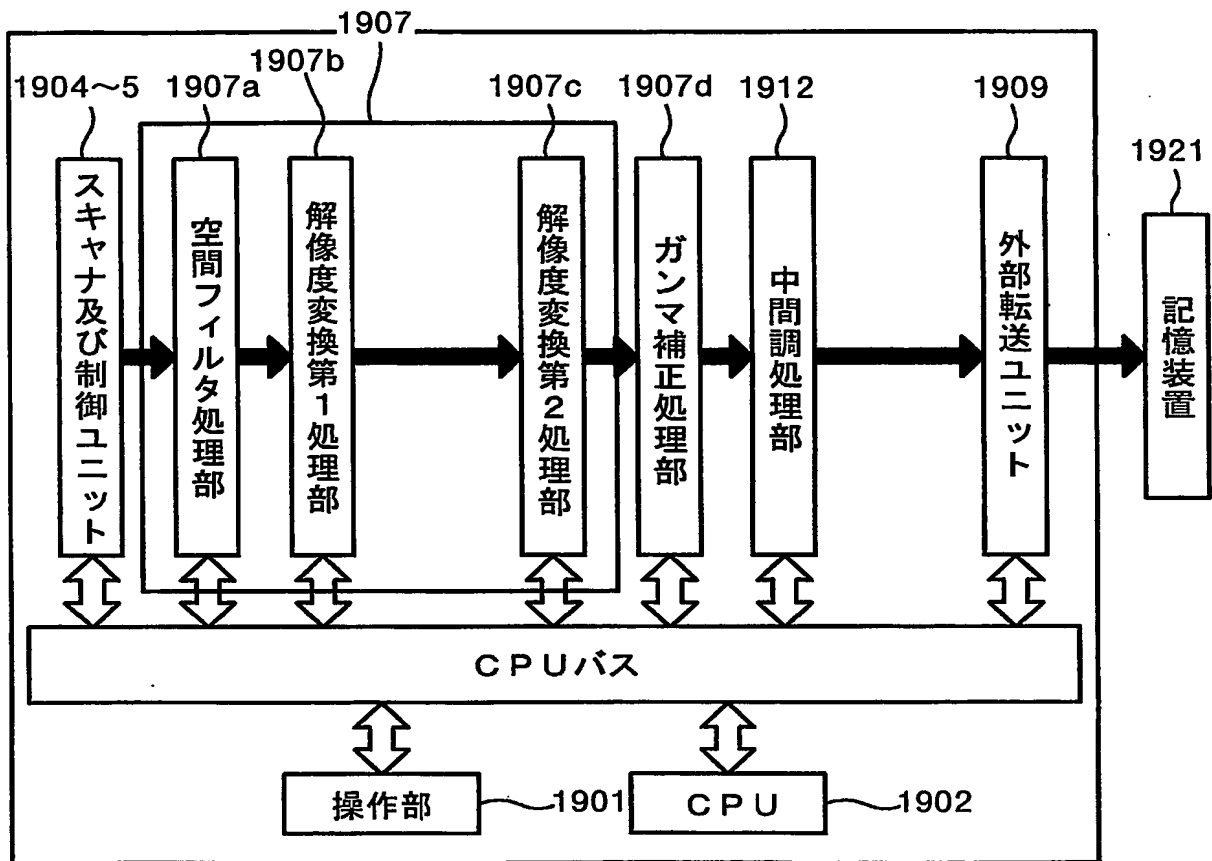 1907
1907b
1904～5
1907a
1907c
1907d
1912
1909
1921
スキャナ及び制御ユニット
空間フィルタ処理部
解像度変換第1処理部
解像度変換第2処理部
ガンマ補正処理部
中間調処理部
外部転送ユニット
記憶装置
CPUバス
操作部
1901
CPU
1902